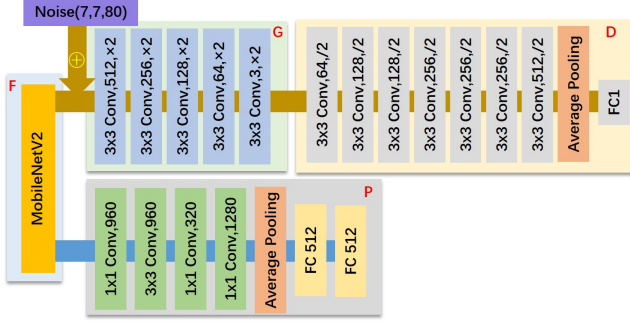 Noise(7,7,80)
G
D
F
MobileNetV2
3x3 Conv,512,×2
3x3 Conv,256,×2
3x3 Conv,128,×2
3x3 Conv,64,×2
3x3 Conv,3,×2
3x3 Conv,64,/2
3x3 Conv,128,/2
3x3 Conv,128,/2
3x3 Conv,256,/2
3x3 Conv,256,/2
3x3 Conv,256,/2
3x3 Conv,512,/2
Average Pooling
FC1
P
1x1 Conv,960
3x3 Conv,960
1x1 Conv,320
1x1 Conv,1280
Average Pooling
FC 512
FC 512